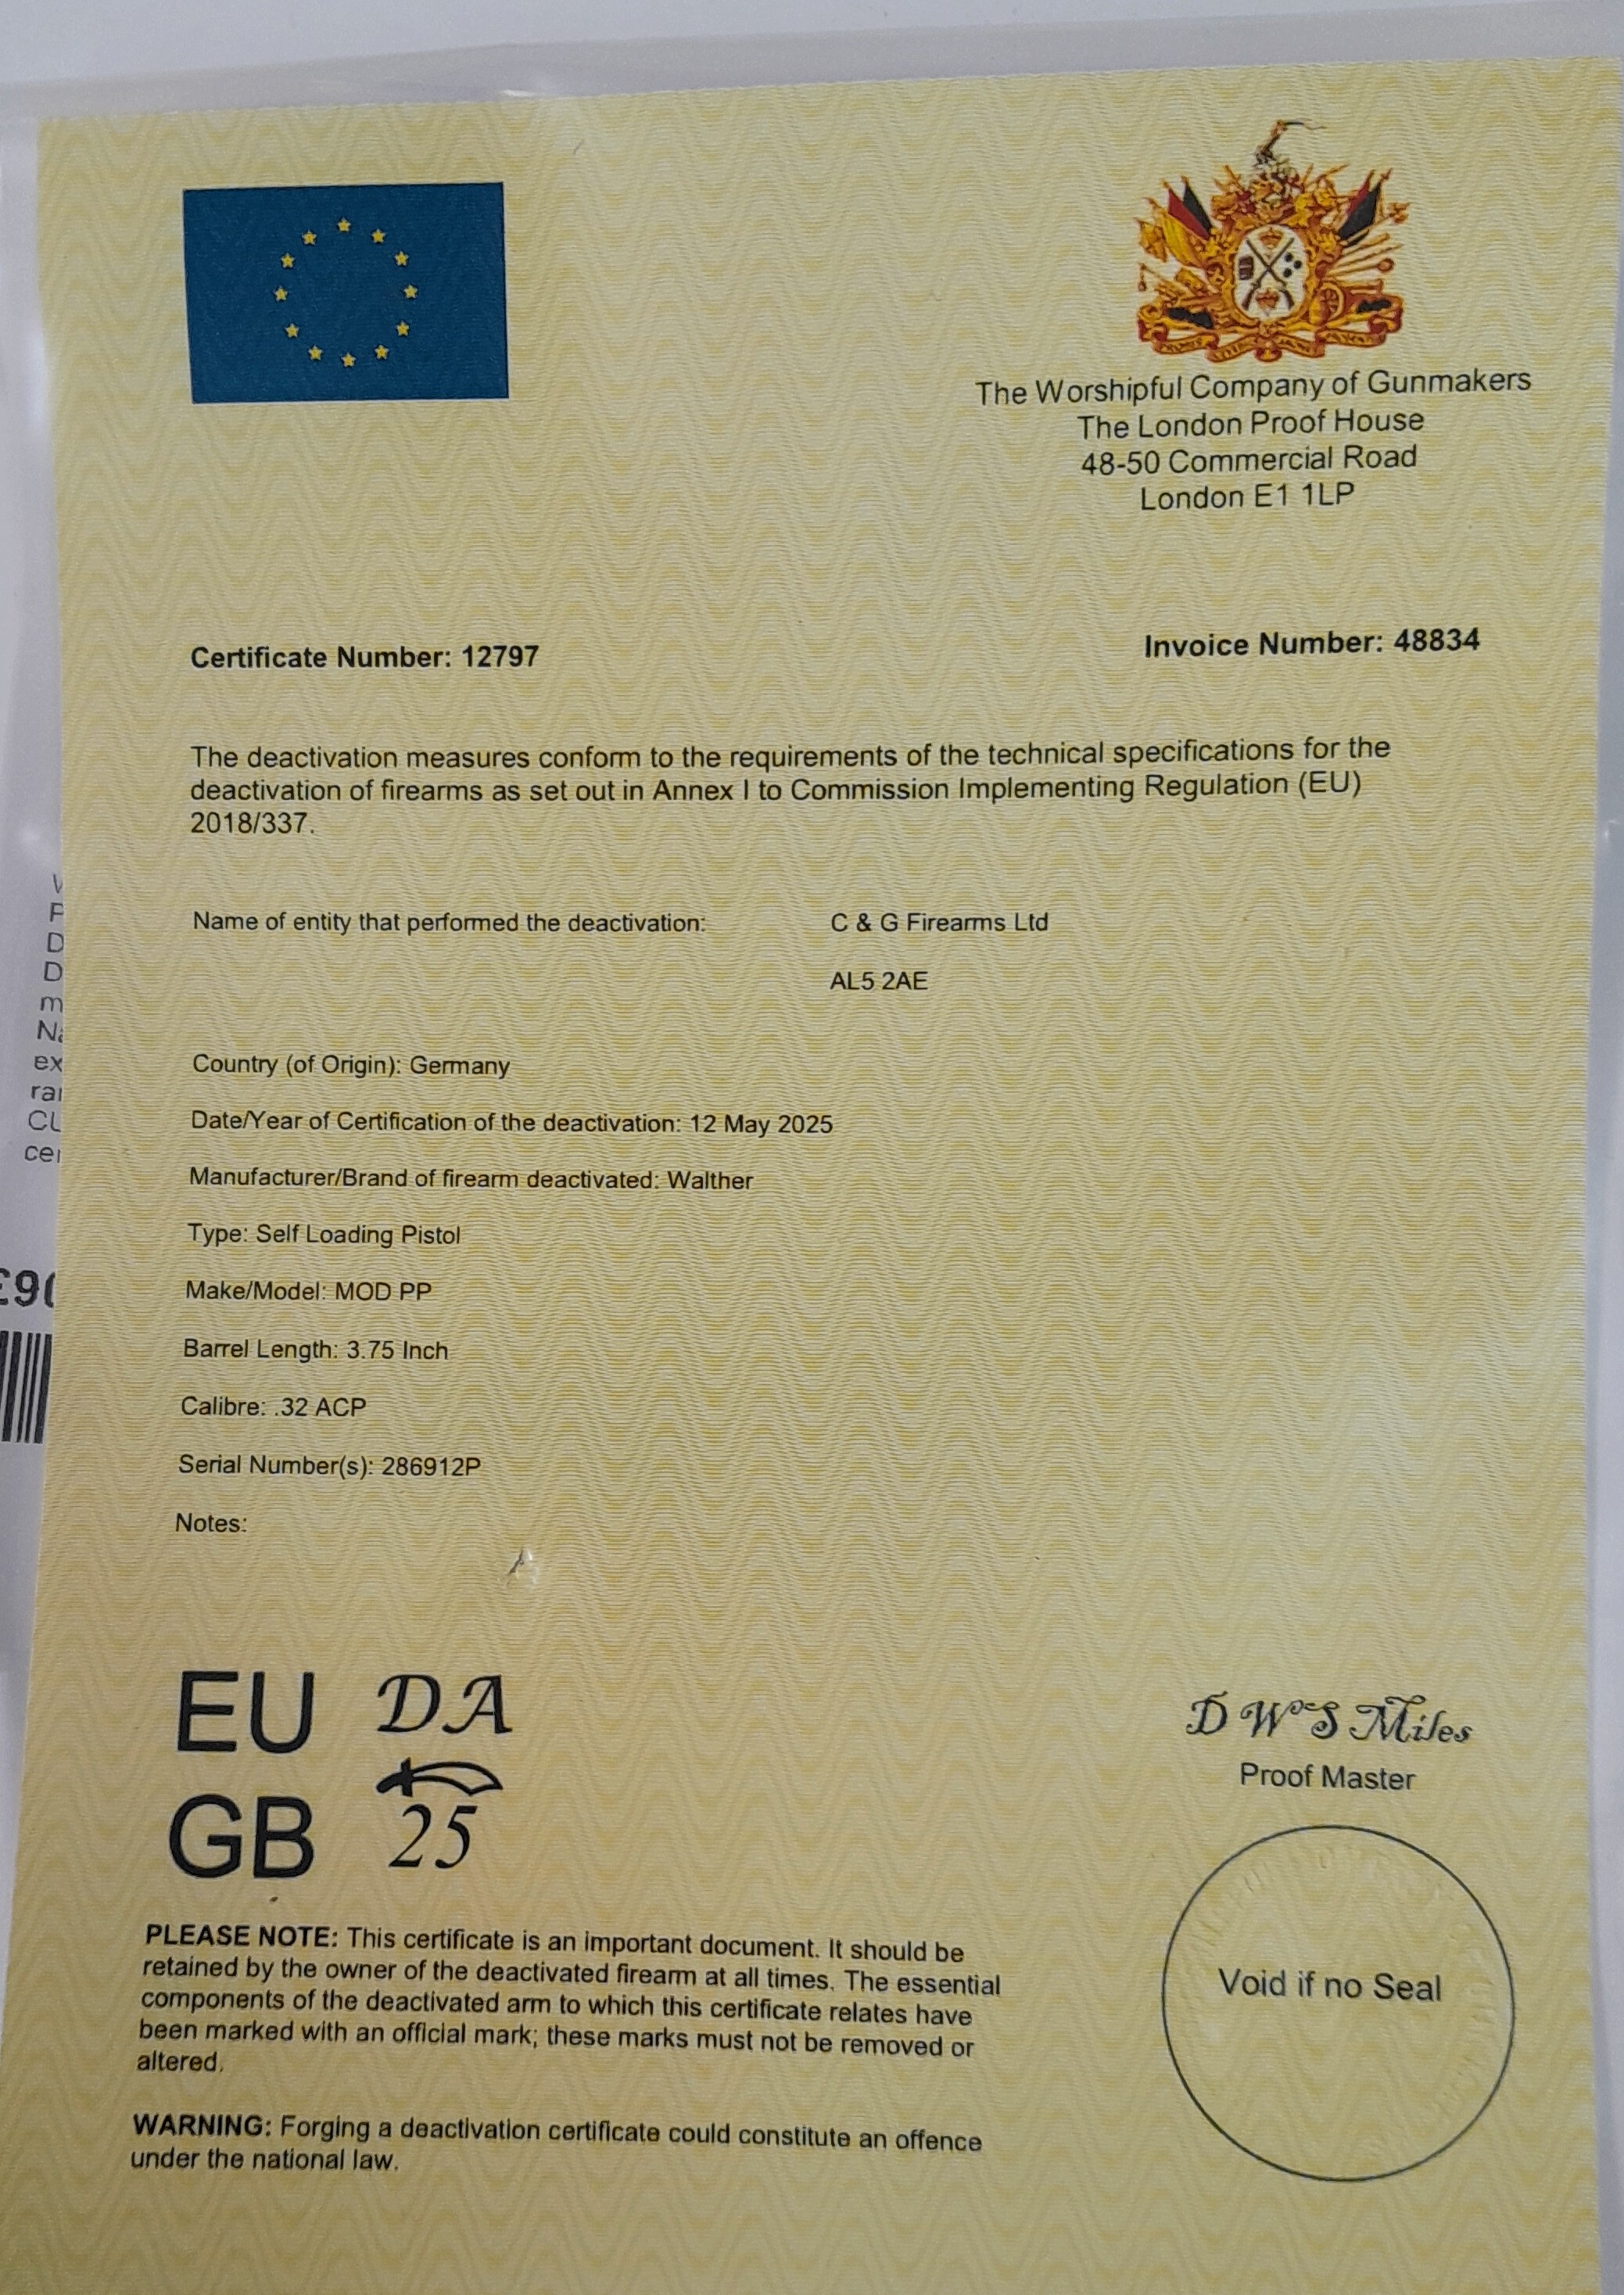 The Worshipful Company of Gunmakers
The London Proof House
48-50 Commercial Road
London E1 1LP
Certificate Number: 12797
Invoice Number: 48834
The deactivation measures conform to the requirements of the technical specifications for the
deactivation of firearms as set out in Annex I to Commission Implementing Regulation (EU)
2018/337.
Name of entity that performed the deactivation:
C & G Firearms Ltd
AL5 2AE
Country (of Origin): Germany
Date/Year of Certification of the deactivation: 12 May 2025
Manufacturer/Brand of firearm deactivated: Walther
Type: Self Loading Pistol
Make/Model: MOD PP
Barrel Length: 3.75 Inch
Calibre: .32 ACP
Serial Number(s): 286912P
Notes:
EU DA
GB 25
D W S Miles
Proof Master
Void if no Seal
PLEASE NOTE: This certificate is an important document. It should be
retained by the owner of the deactivated firearm at all times. The essential
components of the deactivated arm to which this certificate relates have
been marked with an official mark; these marks must not be removed or
altered.
WARNING: Forging a deactivation certificate could constitute an offence
under the national law.